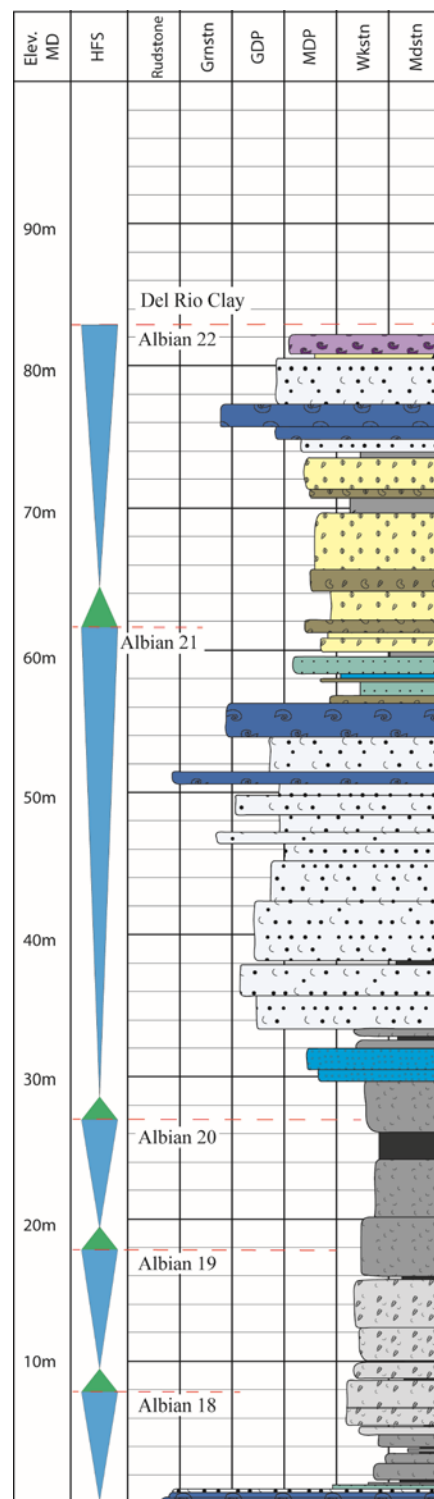 Elev.
MD
HFS
Rudstone
Grnstn
GDP
MDP
Wkstn
Mdstn
90m
Del Rio Clay
Albian 22
80m
70m
Albian 21
60m
50m
40m
30m
Albian 20
20m
Albian 19
10m
Albian 18